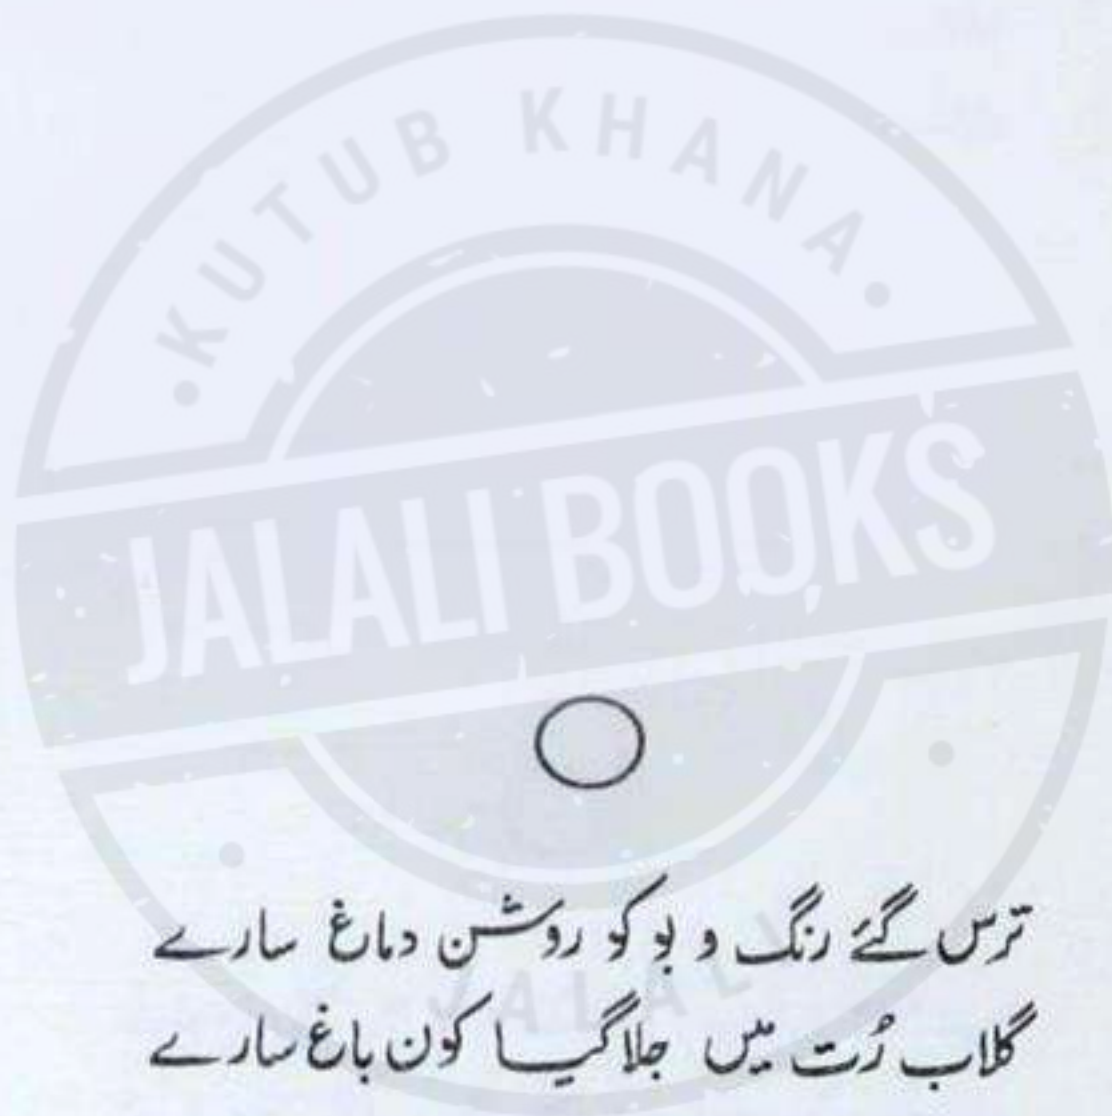 KUTUB KHANA
JALALI BOOKS
ترس گئے رنگ و بو کو روشن دماغ سارے
JALALI
گلاب رُت میں جلا گیا کون باغ سارے